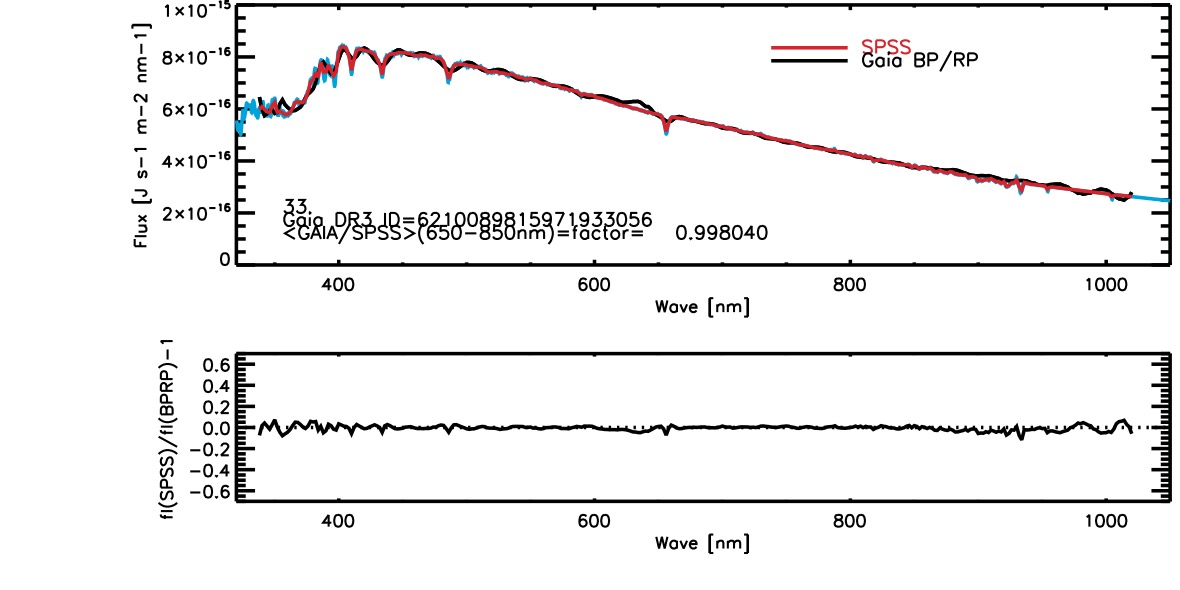 1×10−15
8×10−16
6×10−16
4×10−16
2×10−16
0
Flux [J s−1 m−2 nm−1]
SPSS
Gaia BP/RP
33.
Gaia DR3 ID=6210089815971933056
<GAIA/SPSS>(650−850nm)=factor= 0.998040
400 600 800 1000
Wave [nm]
0.6
0.4
0.2
0.0
−0.2
−0.4
−0.6
fl(SPSS)/fl(BPRP)−1
400 600 800 1000
Wave [nm]